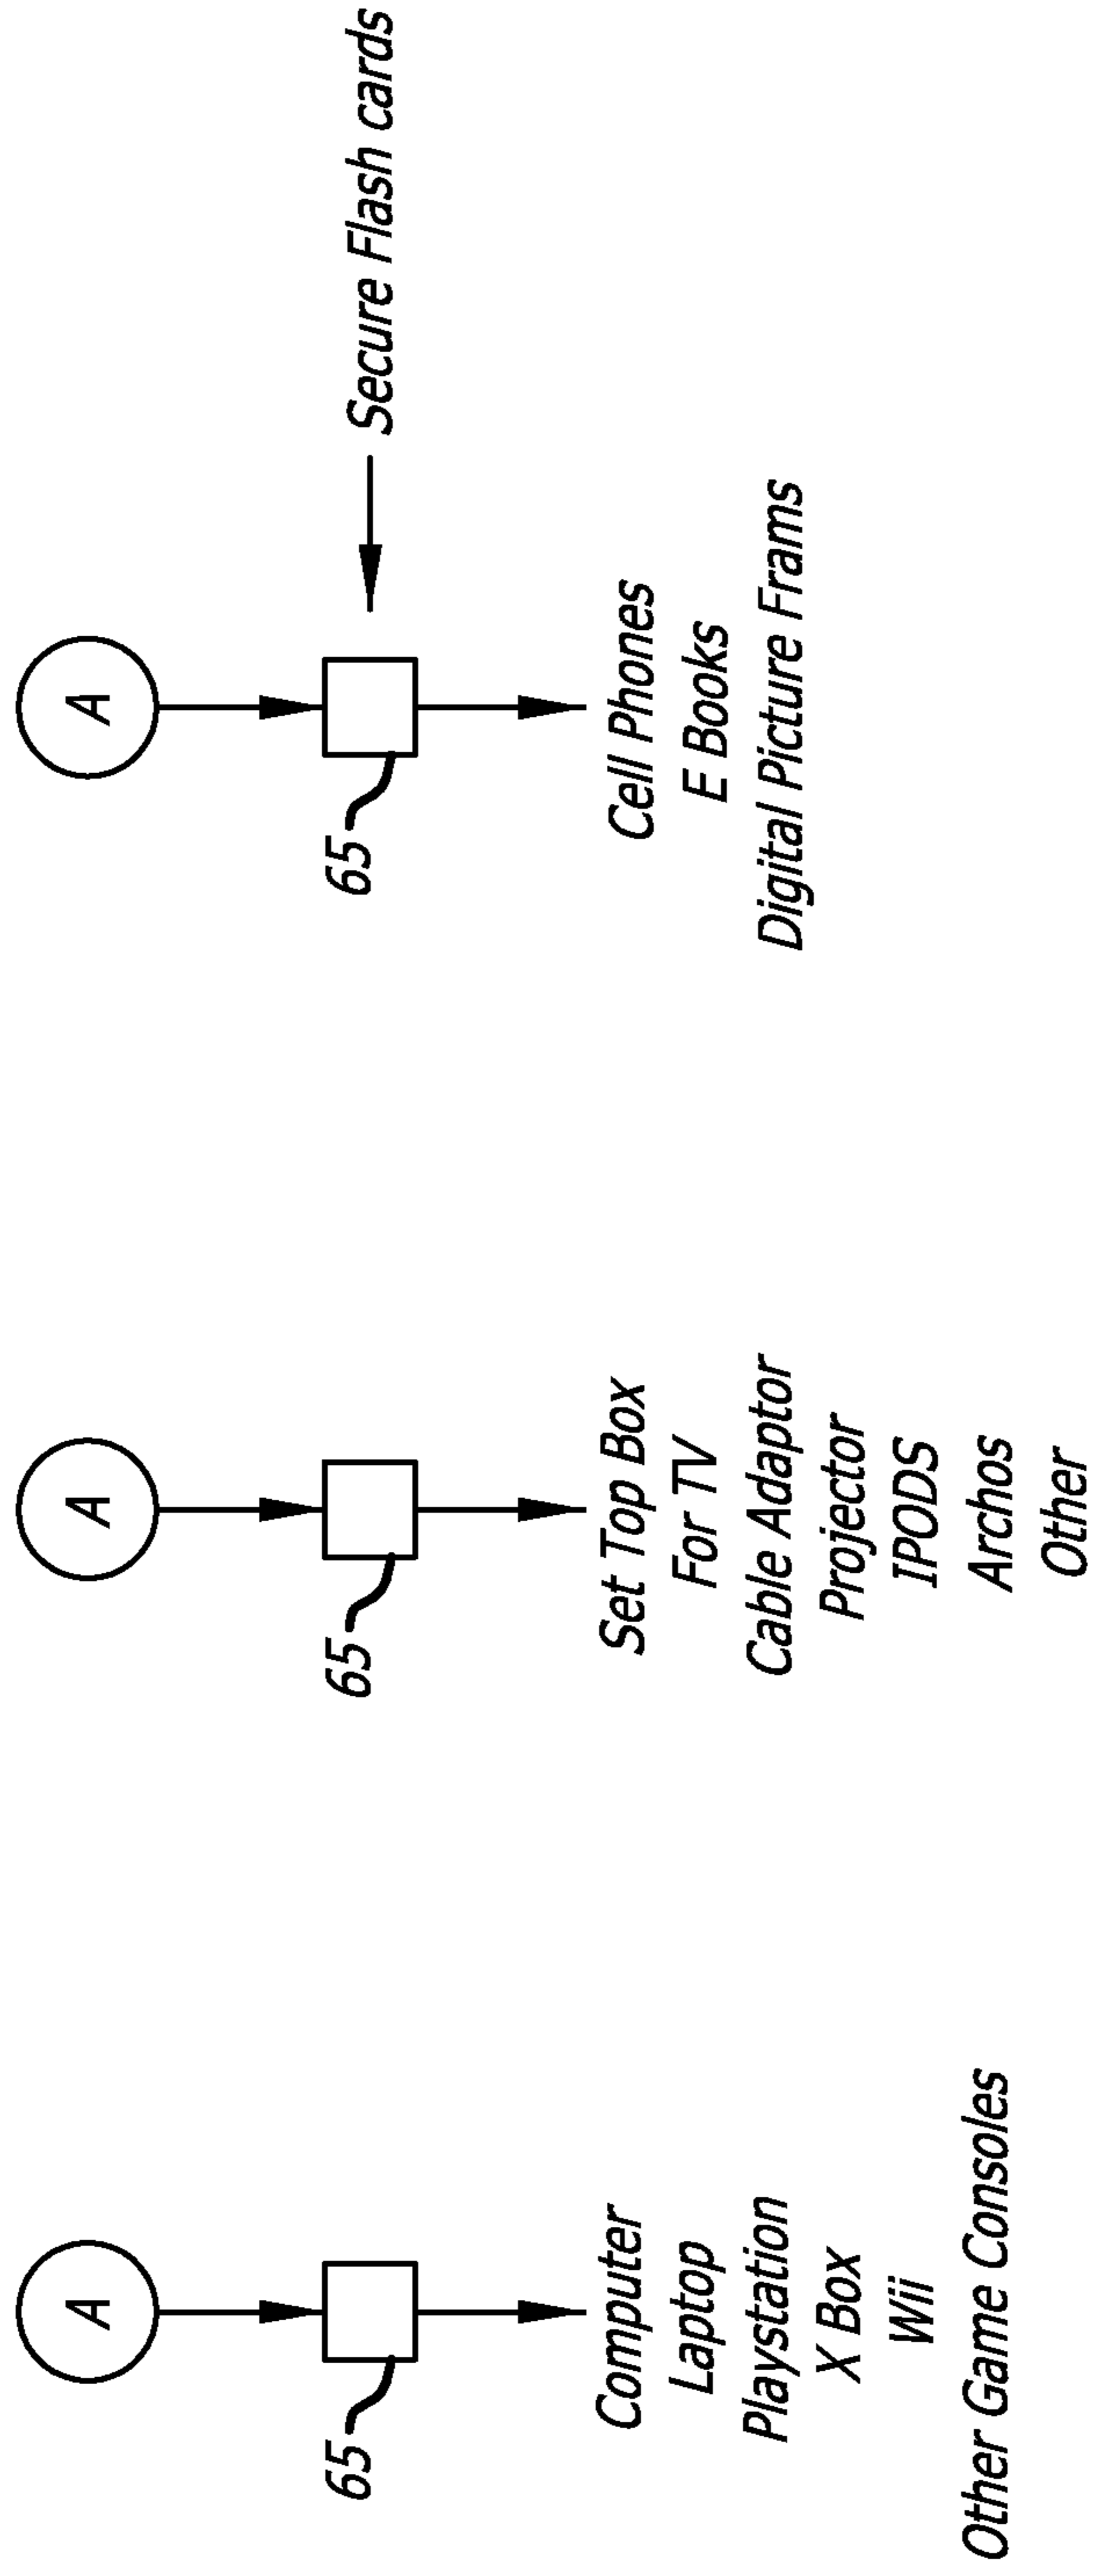 A
65
Computer
Laptop
Playstation
X Box
Wii
Other Game Consoles
A
65
Set Top Box
For TV
Cable Adaptor
Projector
IPODS
Archos
Other
A
65
Secure Flash cards
Cell Phones
E Books
Digital Picture Frams